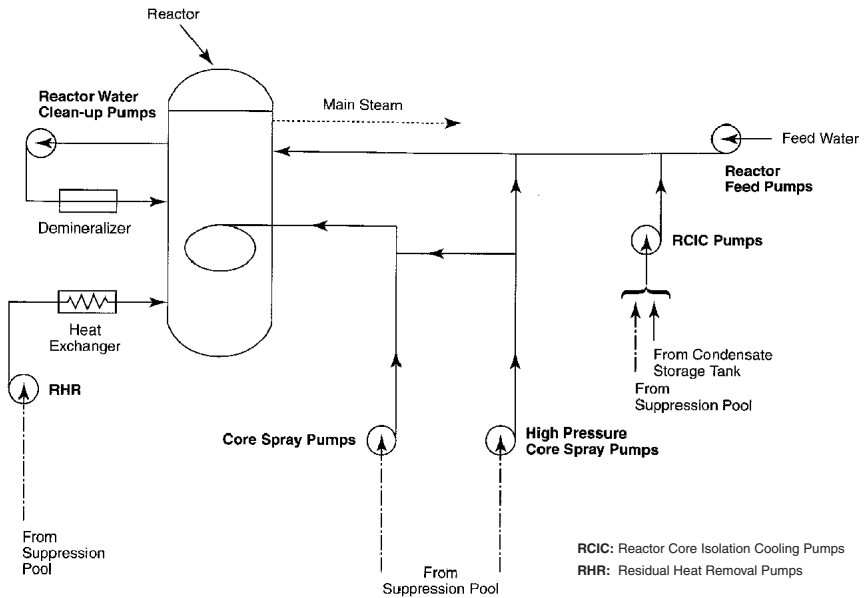 Reactor
Reactor Water
Clean-up Pumps
Main Steam
Feed Water
Reactor
Feed Pumps
Demineralizer
RCIC Pumps
Heat
Exchanger
From Condensate
Storage Tank
From
Suppression Pool
RHR
Core Spray Pumps
High Pressure
Core Spray Pumps
From
Suppression
Pool
From
Suppression Pool
RCIC: Reactor Core Isolation Cooling Pumps
RHR: Residual Heat Removal Pumps